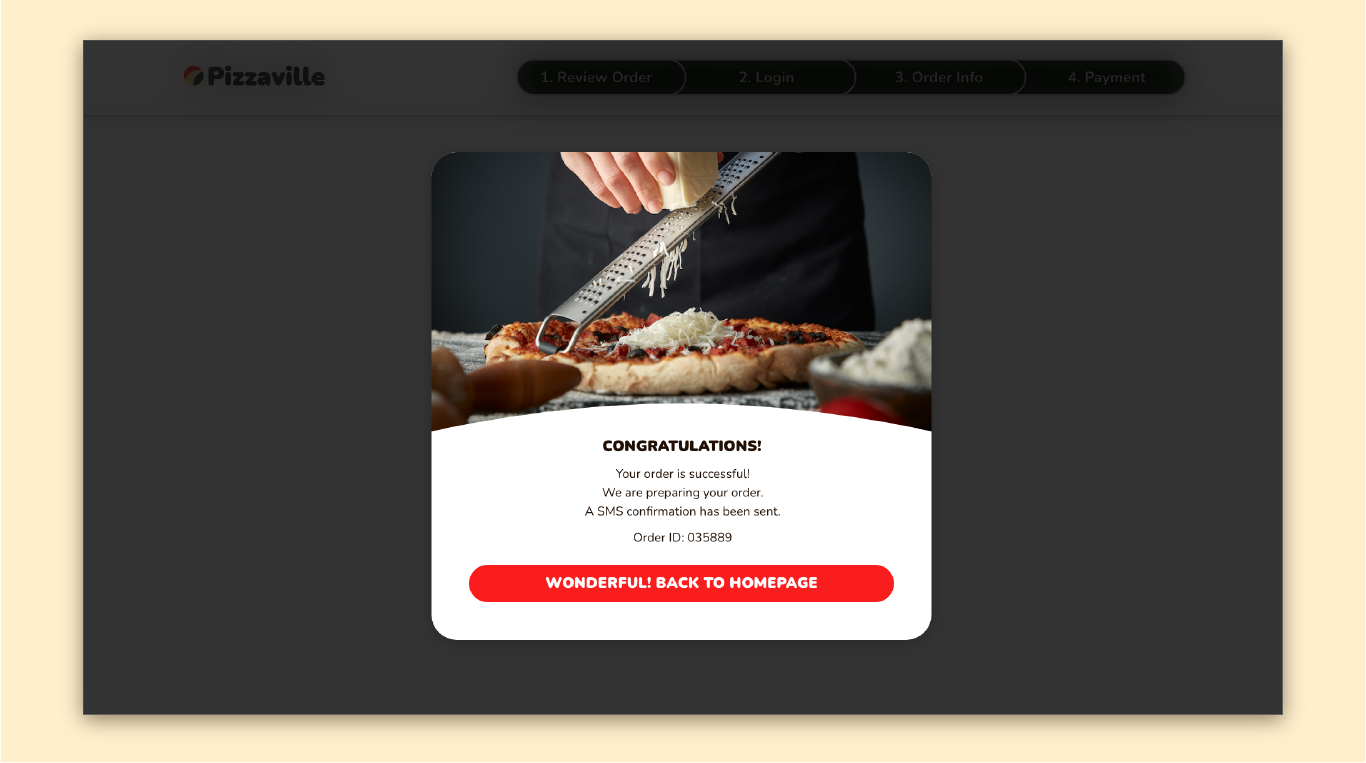 Pizzaville
1. Review Order
2. Login
3. Order Info
4. Payment
CONGRATULATIONS!
Your order is successful!
We are preparing your order.
A SMS confirmation has been sent.
Order ID: 035889
WONDERFUL! BACK TO HOMEPAGE